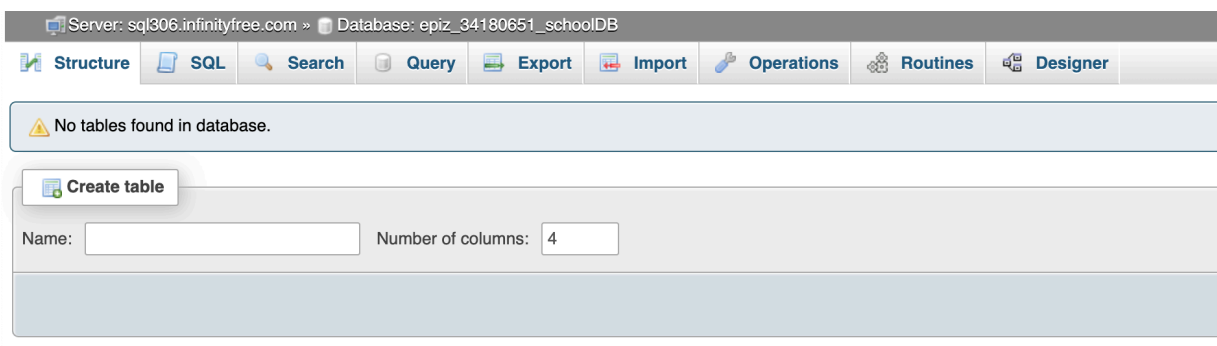 Server: sql306.infinityfree.com » Database: epiz_34180651_schoolDB
Structure SQL Search Query Export Import Operations Routines Designer
No tables found in database.
Create table
Name: Number of columns: 4